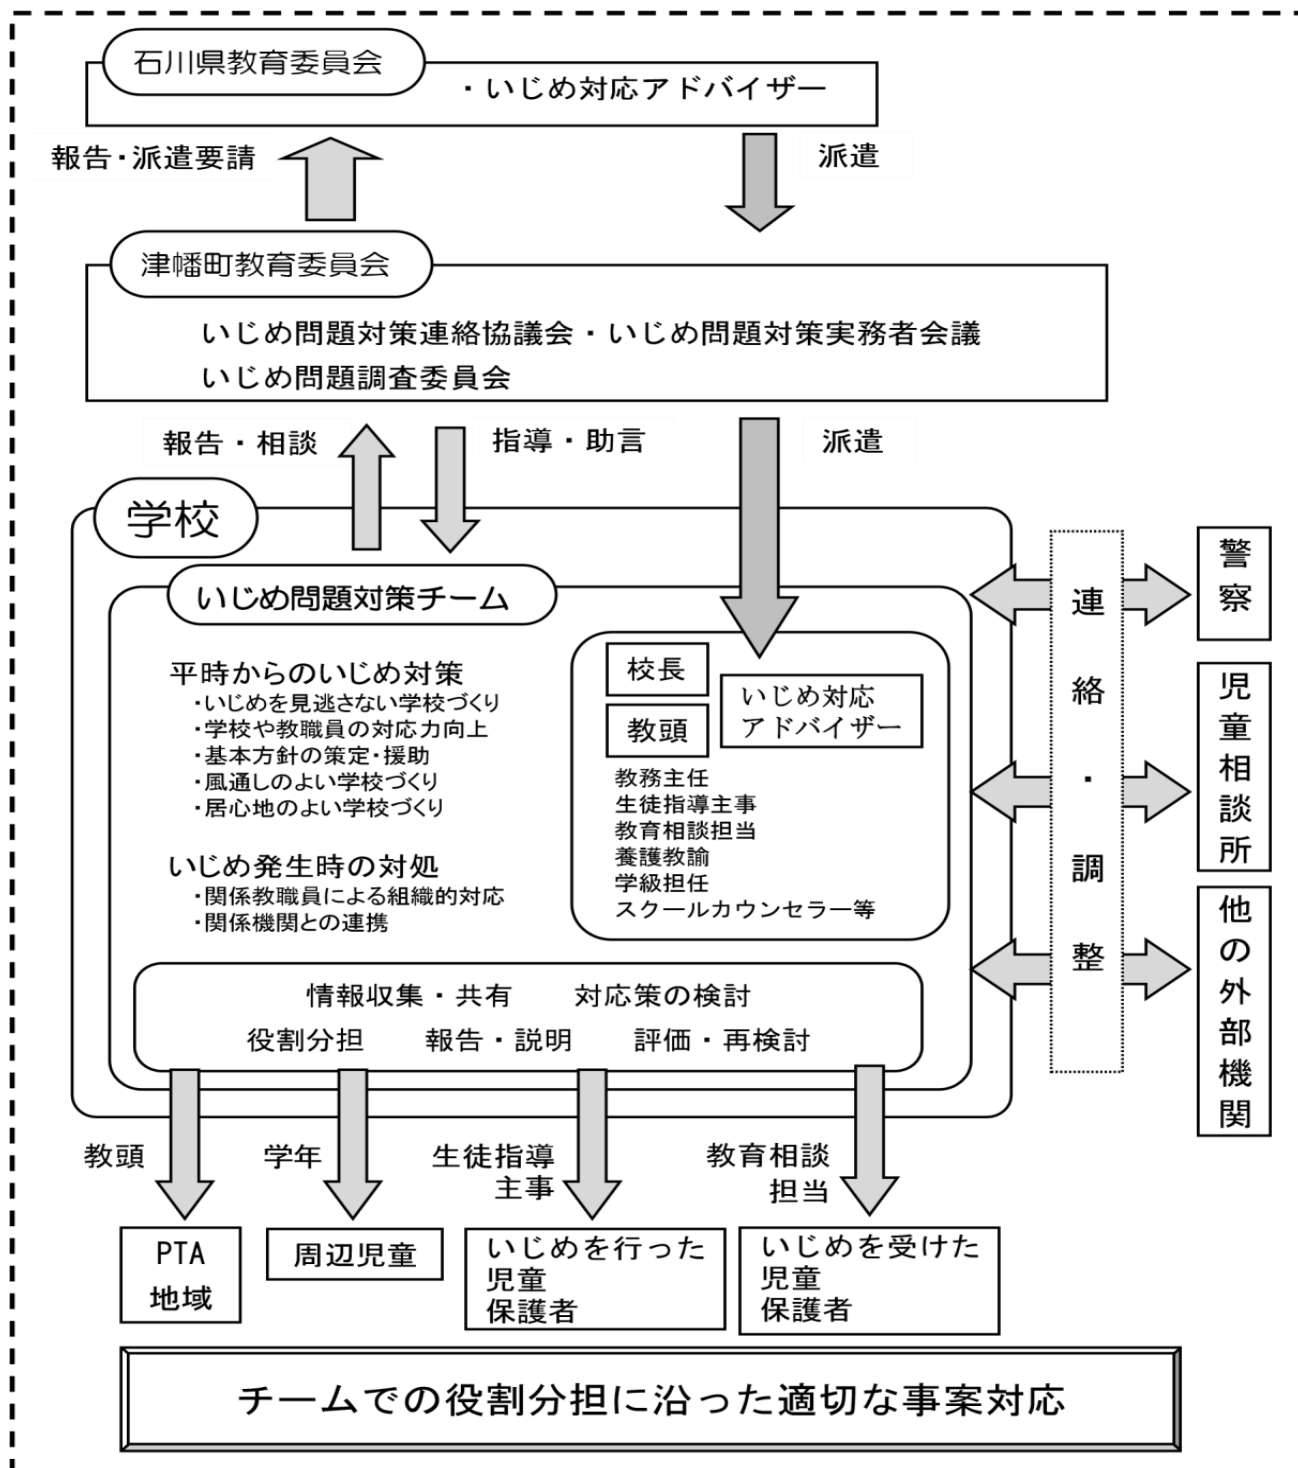 石川県教育委員会
・いじめ対応アドバイザー
報告・派遣要請
派遣
津幡町教育委員会
いじめ問題対策連絡協議会・いじめ問題対策実務者会議
いじめ問題調査委員会
報告・相談
指導・助言
派遣
学校
いじめ問題対策チーム
平時からのいじめ対策
・いじめを見逃さない学校づくり
・学校や教職員の対応力向上
・基本方針の策定・援助
・風通しのよい学校づくり
・居心地のよい学校づくり
いじめ発生時の対処
・関係教職員による組織的対応
・関係機関との連携
校長
教頭
いじめ対応
アドバイザー
教務主任
生徒指導主事
教育相談担当
養護教諭
学級担任
スクールカウンセラー等
情報収集・共有 対応策の検討
役割分担 報告・説明 評価・再検討
連絡・調整
警察
児童相談所
他の外部機関
教頭
学年
生徒指導
主事
教育相談
担当
PTA
地域
周辺児童
いじめを行った
児童
保護者
いじめを受けた
児童
保護者
チームでの役割分担に沿った適切な事案対応